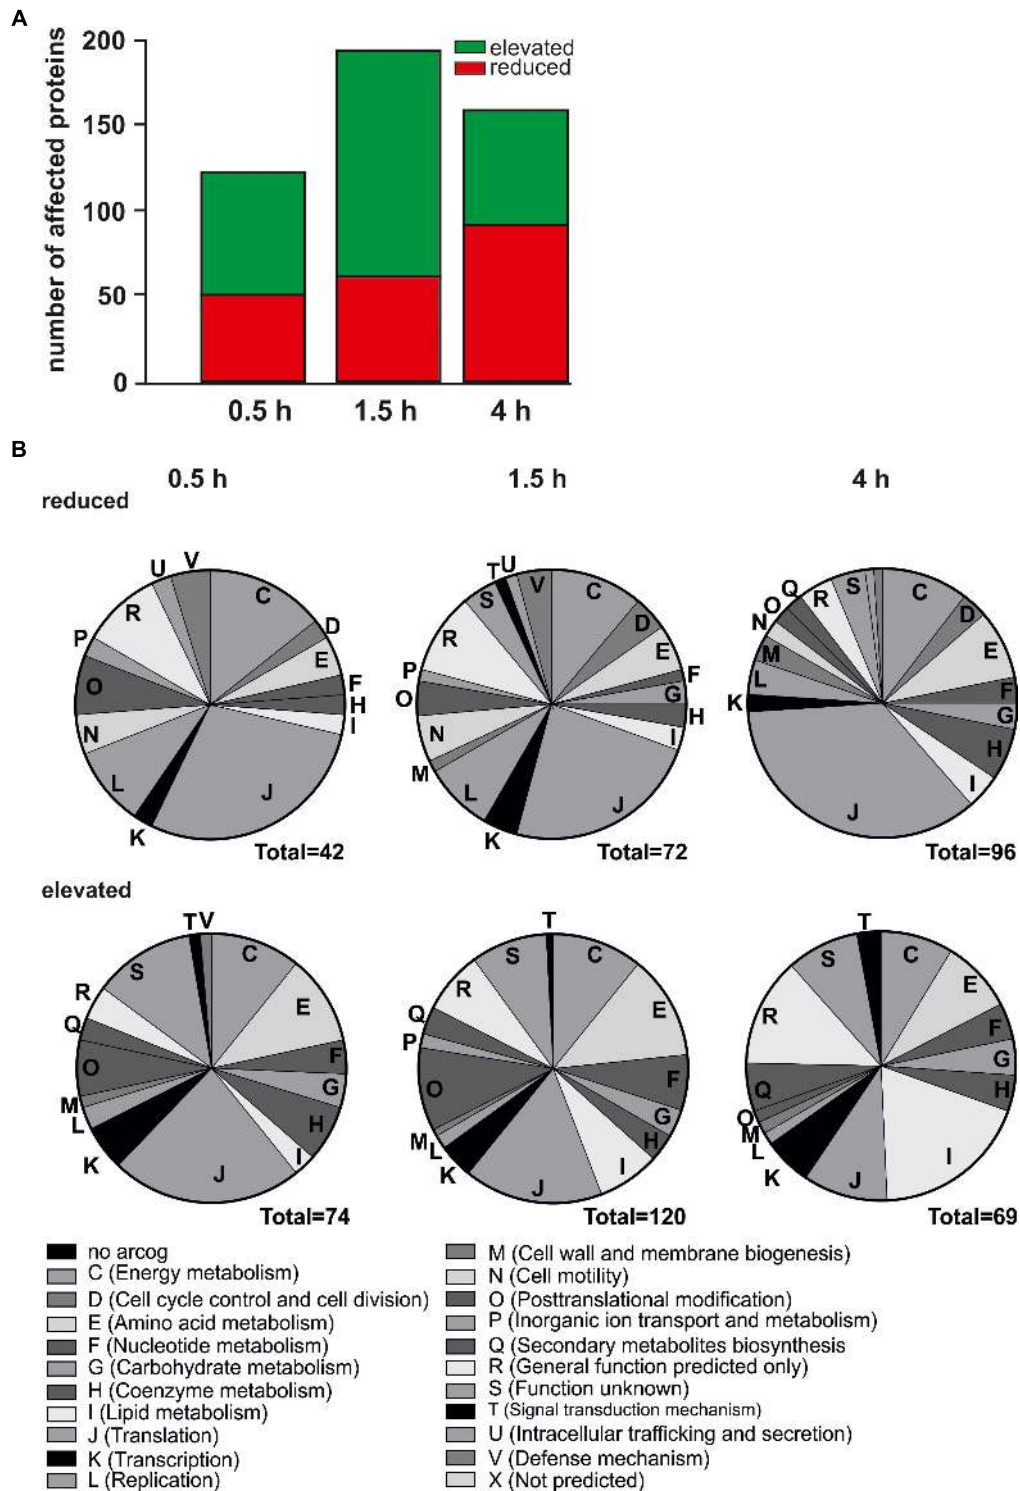 A
number of affected proteins
200
150
100
50
0
elevated
reduced
0.5 h
1.5 h
4 h
B
0.5 h
1.5 h
4 h
reduced
C
D
E
F
H
I
J
K
L
N
O
P
R
U
V
Total=42
C
D
E
F
G
H
I
J
K
L
M
N
O
P
R
S
T
U
V
Total=72
C
D
E
F
G
H
I
J
K
L
M
N
O
Q
R
S
Total=96
elevated
C
E
F
G
H
I
J
K
L
M
O
Q
R
S
T
V
Total=74
C
E
F
G
H
I
J
K
L
M
O
P
Q
R
S
T
Total=120
C
E
F
G
H
I
J
K
L
M
O
Q
R
S
T
Total=69
no arcog
C (Energy metabolism)
D (Cell cycle control and cell division)
E (Amino acid metabolism)
F (Nucleotide metabolism)
G (Carbohydrate metabolism)
H (Coenzyme metabolism)
I (Lipid metabolism)
J (Translation)
K (Transcription)
L (Replication)
M (Cell wall and membrane biogenesis)
N (Cell motility)
O (Posttranslational modification)
P (Inorganic ion transport and metabolism)
Q (Secondary metabolites biosynthesis
R (General function predicted only)
S (Function unknown)
T (Signal transduction mechanism)
U (Intracellular trafficking and secretion)
V (Defense mechanism)
X (Not predicted)